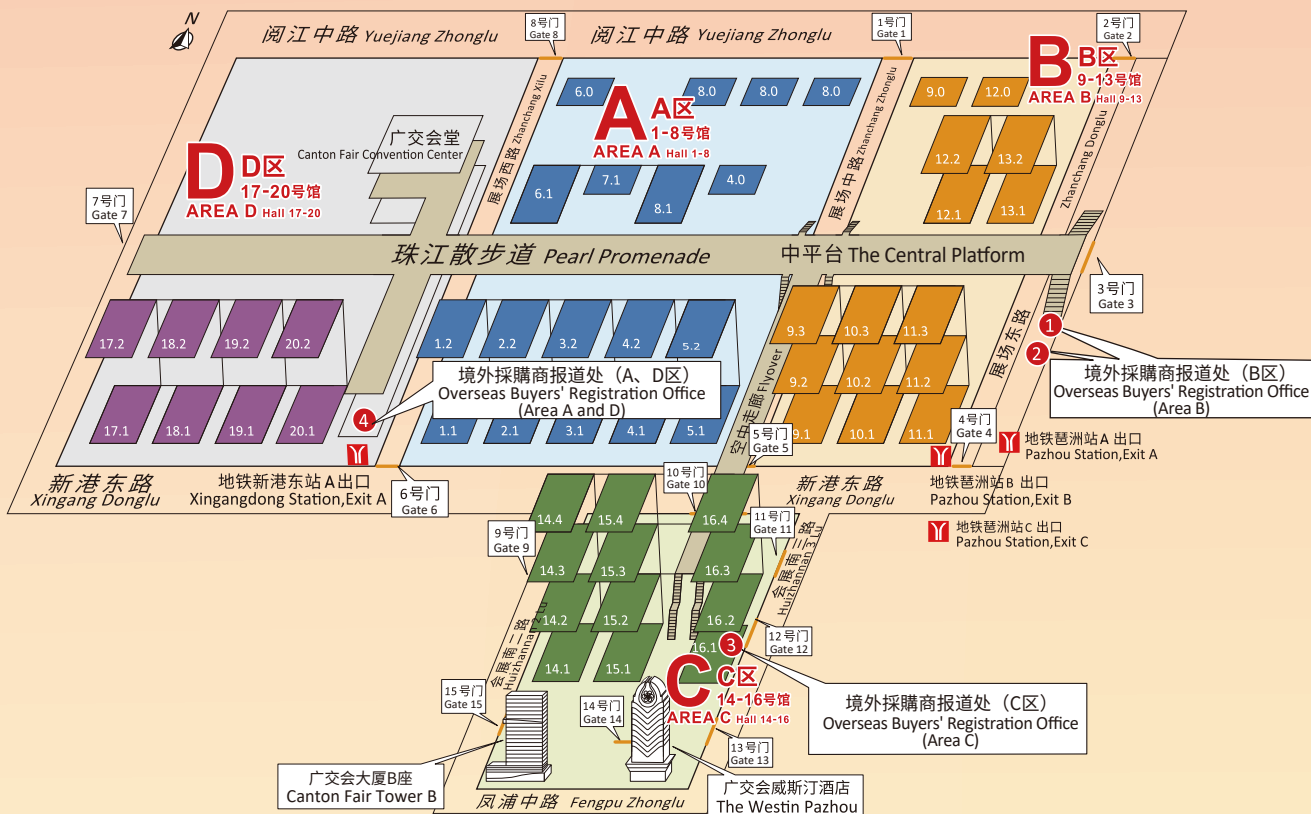 N
阅江中路 Yuejiang Zhonglu
8号门
Gate 8
阅江中路 Yuejiang Zhonglu
1号门
Gate 1
2号门
Gate 2
展场西路 Zhanchang Xilu
展场中路 Zhanchang Zhonglu
Zhanchang Donglu
展场东路
D
D区
17-20号馆
AREA D Hall 17-20
广交会堂
Canton Fair Convention Center
A
A区
1-8号馆
AREA A Hall 1-8
6.0
8.0
8.0
8.0
6.1
7.1
8.1
4.0
B
B区
9-13号馆
AREA B Hall 9-13
9.0
12.0
12.2
13.2
12.1
13.1
7号门
Gate 7
珠江散步道 Pearl Promenade
中平台 The Central Platform
3号门
Gate 3
17.2
18.2
19.2
20.2
17.1
18.1
19.1
20.1
1.2
2.2
3.2
4.2
5.2
1.1
2.1
3.1
4.1
5.1
9.3
10.3
11.3
9.2
10.2
11.2
9.1
10.1
11.1
1
2
境外採購商报道处（B区）
Overseas Buyers' Registration Office
(Area B)
4
境外採購商报道处（A、D区）
Overseas Buyers' Registration Office
(Area A and D)
空中走廊 Flyover
5号门
Gate 5
4号门
Gate 4
地铁琶洲站A 出口
Pazhou Station,Exit A
地铁琶洲站B 出口
Pazhou Station,Exit B
地铁琶洲站C 出口
Pazhou Station,Exit C
新港东路
Xingang Donglu
地铁新港东站 A出口
Xingangdong Station,Exit A
6号门
Gate 6
10号门
Gate 10
新港东路
Xingang Donglu
11号门
Gate 11
9号门
Gate 9
14.4
15.4
16.4
14.3
15.3
16.3
14.2
15.2
16.2
14.1
15.1
16.1
会展南二路
Huizhannan 2 Lu
会展南三路
Huizhannan 3 Lu
12号门
Gate 12
3
C
C区
14-16号馆
AREA C Hall 14-16
境外採購商报道处（C区）
Overseas Buyers' Registration Office
(Area C)
15号门
Gate 15
14号门
Gate 14
13号门
Gate 13
广交会大厦B座
Canton Fair Tower B
广交会威斯汀酒店
The Westin Pazhou
凤浦中路 Fengpu Zhonglu